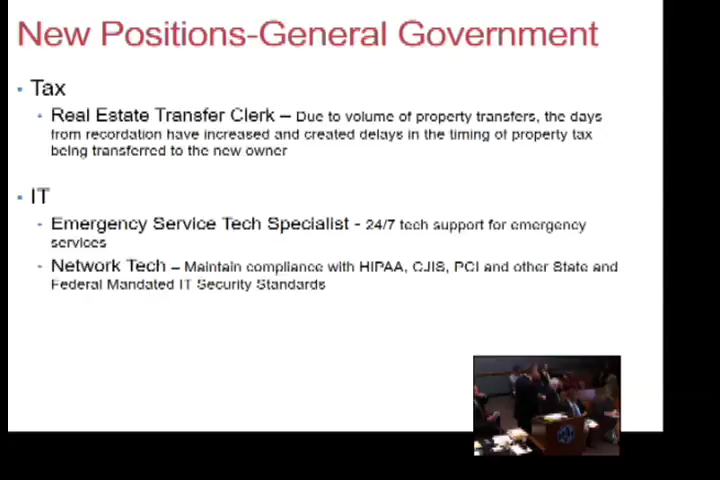 New Positions-General Government
• Tax
• Real Estate Transfer Clerk – Due to volume of property transfers, the days
from recordation have increased and created delays in the timing of property tax
being transferred to the new owner
• IT
• Emergency Service Tech Specialist - 24/7 tech support for emergency
services
• Network Tech – Maintain compliance with HIPAA, CJIS, PCI and other State and
Federal Mandated IT Security Standards